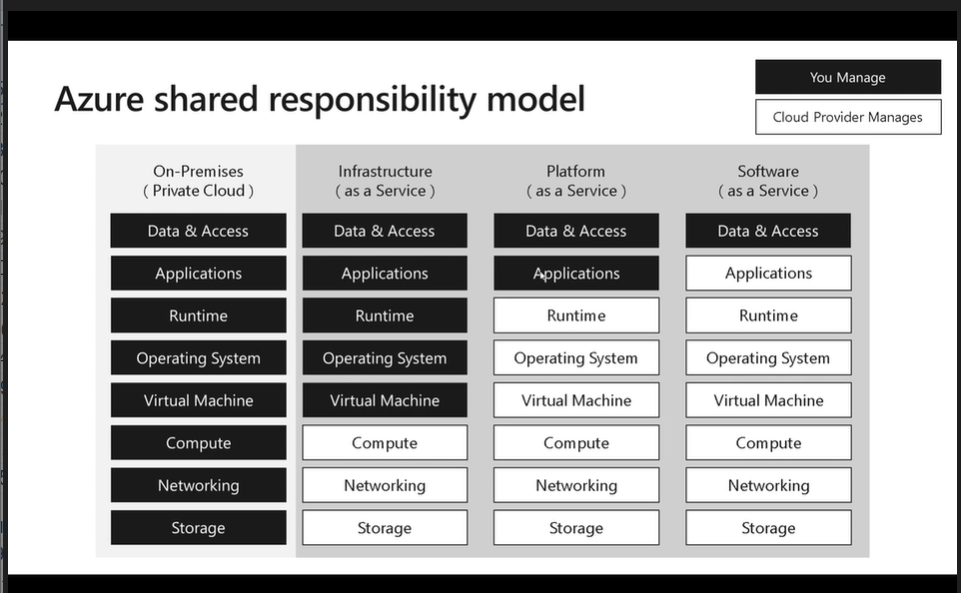 Azure shared responsibility model
You Manage
Cloud Provider Manages
On-Premises
( Private Cloud )
Data & Access
Applications
Runtime
Operating System
Virtual Machine
Compute
Networking
Storage
Infrastructure
( as a Service )
Data & Access
Applications
Runtime
Operating System
Virtual Machine
Compute
Networking
Storage
Platform
( as a Service )
Data & Access
Applications
Runtime
Operating System
Virtual Machine
Compute
Networking
Storage
Software
( as a Service )
Data & Access
Applications
Runtime
Operating System
Virtual Machine
Compute
Networking
Storage